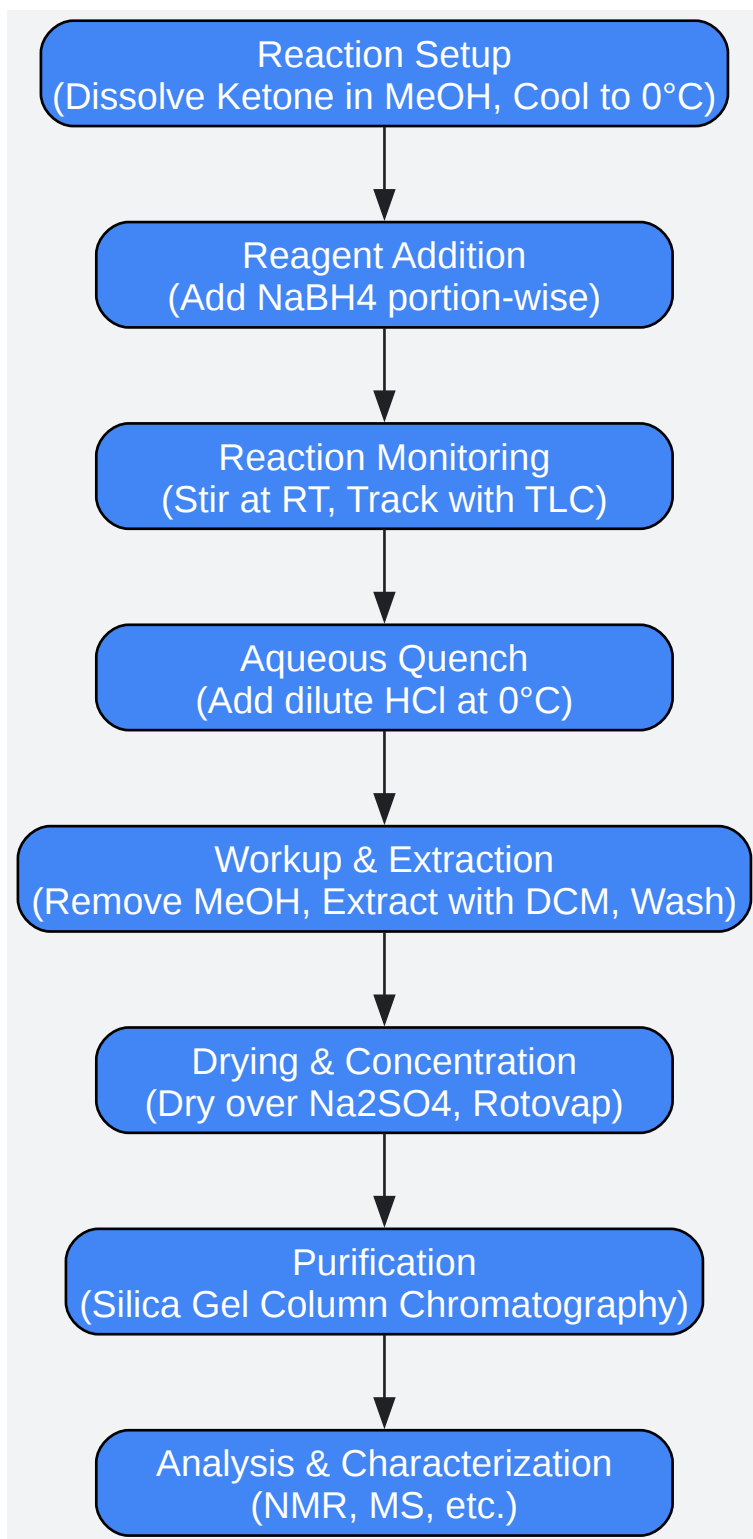 Reaction Setup
(Dissolve Ketone in MeOH, Cool to 0°C)
Reagent Addition
(Add NaBH4 portion-wise)
Reaction Monitoring
(Stir at RT, Track with TLC)
Aqueous Quench
(Add dilute HCl at 0°C)
Workup & Extraction
(Remove MeOH, Extract with DCM, Wash)
Drying & Concentration
(Dry over Na2SO4, Rotovap)
Purification
(Silica Gel Column Chromatography)
Analysis & Characterization
(NMR, MS, etc.)